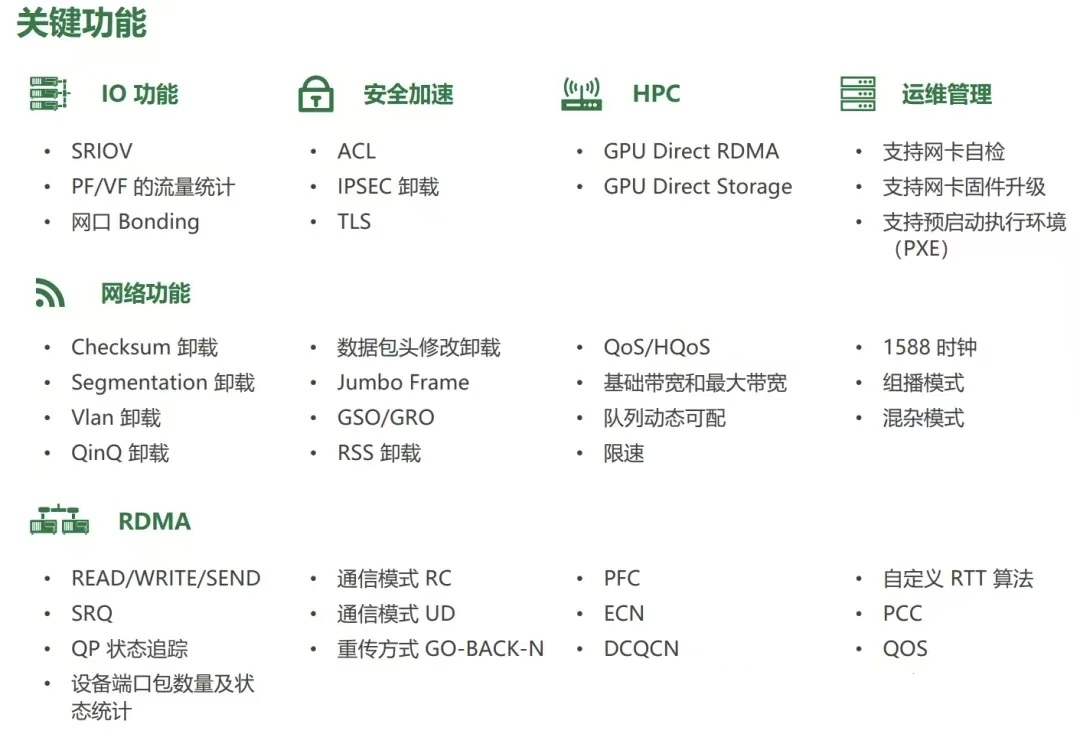 关键功能
IO 功能
SRIOV
PF/VF 的流量统计
网口 Bonding
安全加速
ACL
IPSEC 卸载
TLS
HPC
GPU Direct RDMA
GPU Direct Storage
运维管理
支持网卡自检
支持网卡固件升级
支持预启动执行环境
（PXE）
网络功能
Checksum 卸载
Segmentation 卸载
Vlan 卸载
QinQ 卸载
数据包头修改卸载
Jumbo Frame
GSO/GRO
RSS 卸载
QoS/HQoS
基础带宽和最大带宽
队列动态可配
限速
1588 时钟
组播模式
混杂模式
RDMA
READ/WRITE/SEND
SRQ
QP 状态追踪
设备端口包数量及状
态统计
通信模式 RC
通信模式 UD
重传方式 GO-BACK-N
PFC
ECN
DCQCN
自定义 RTT 算法
PCC
QOS